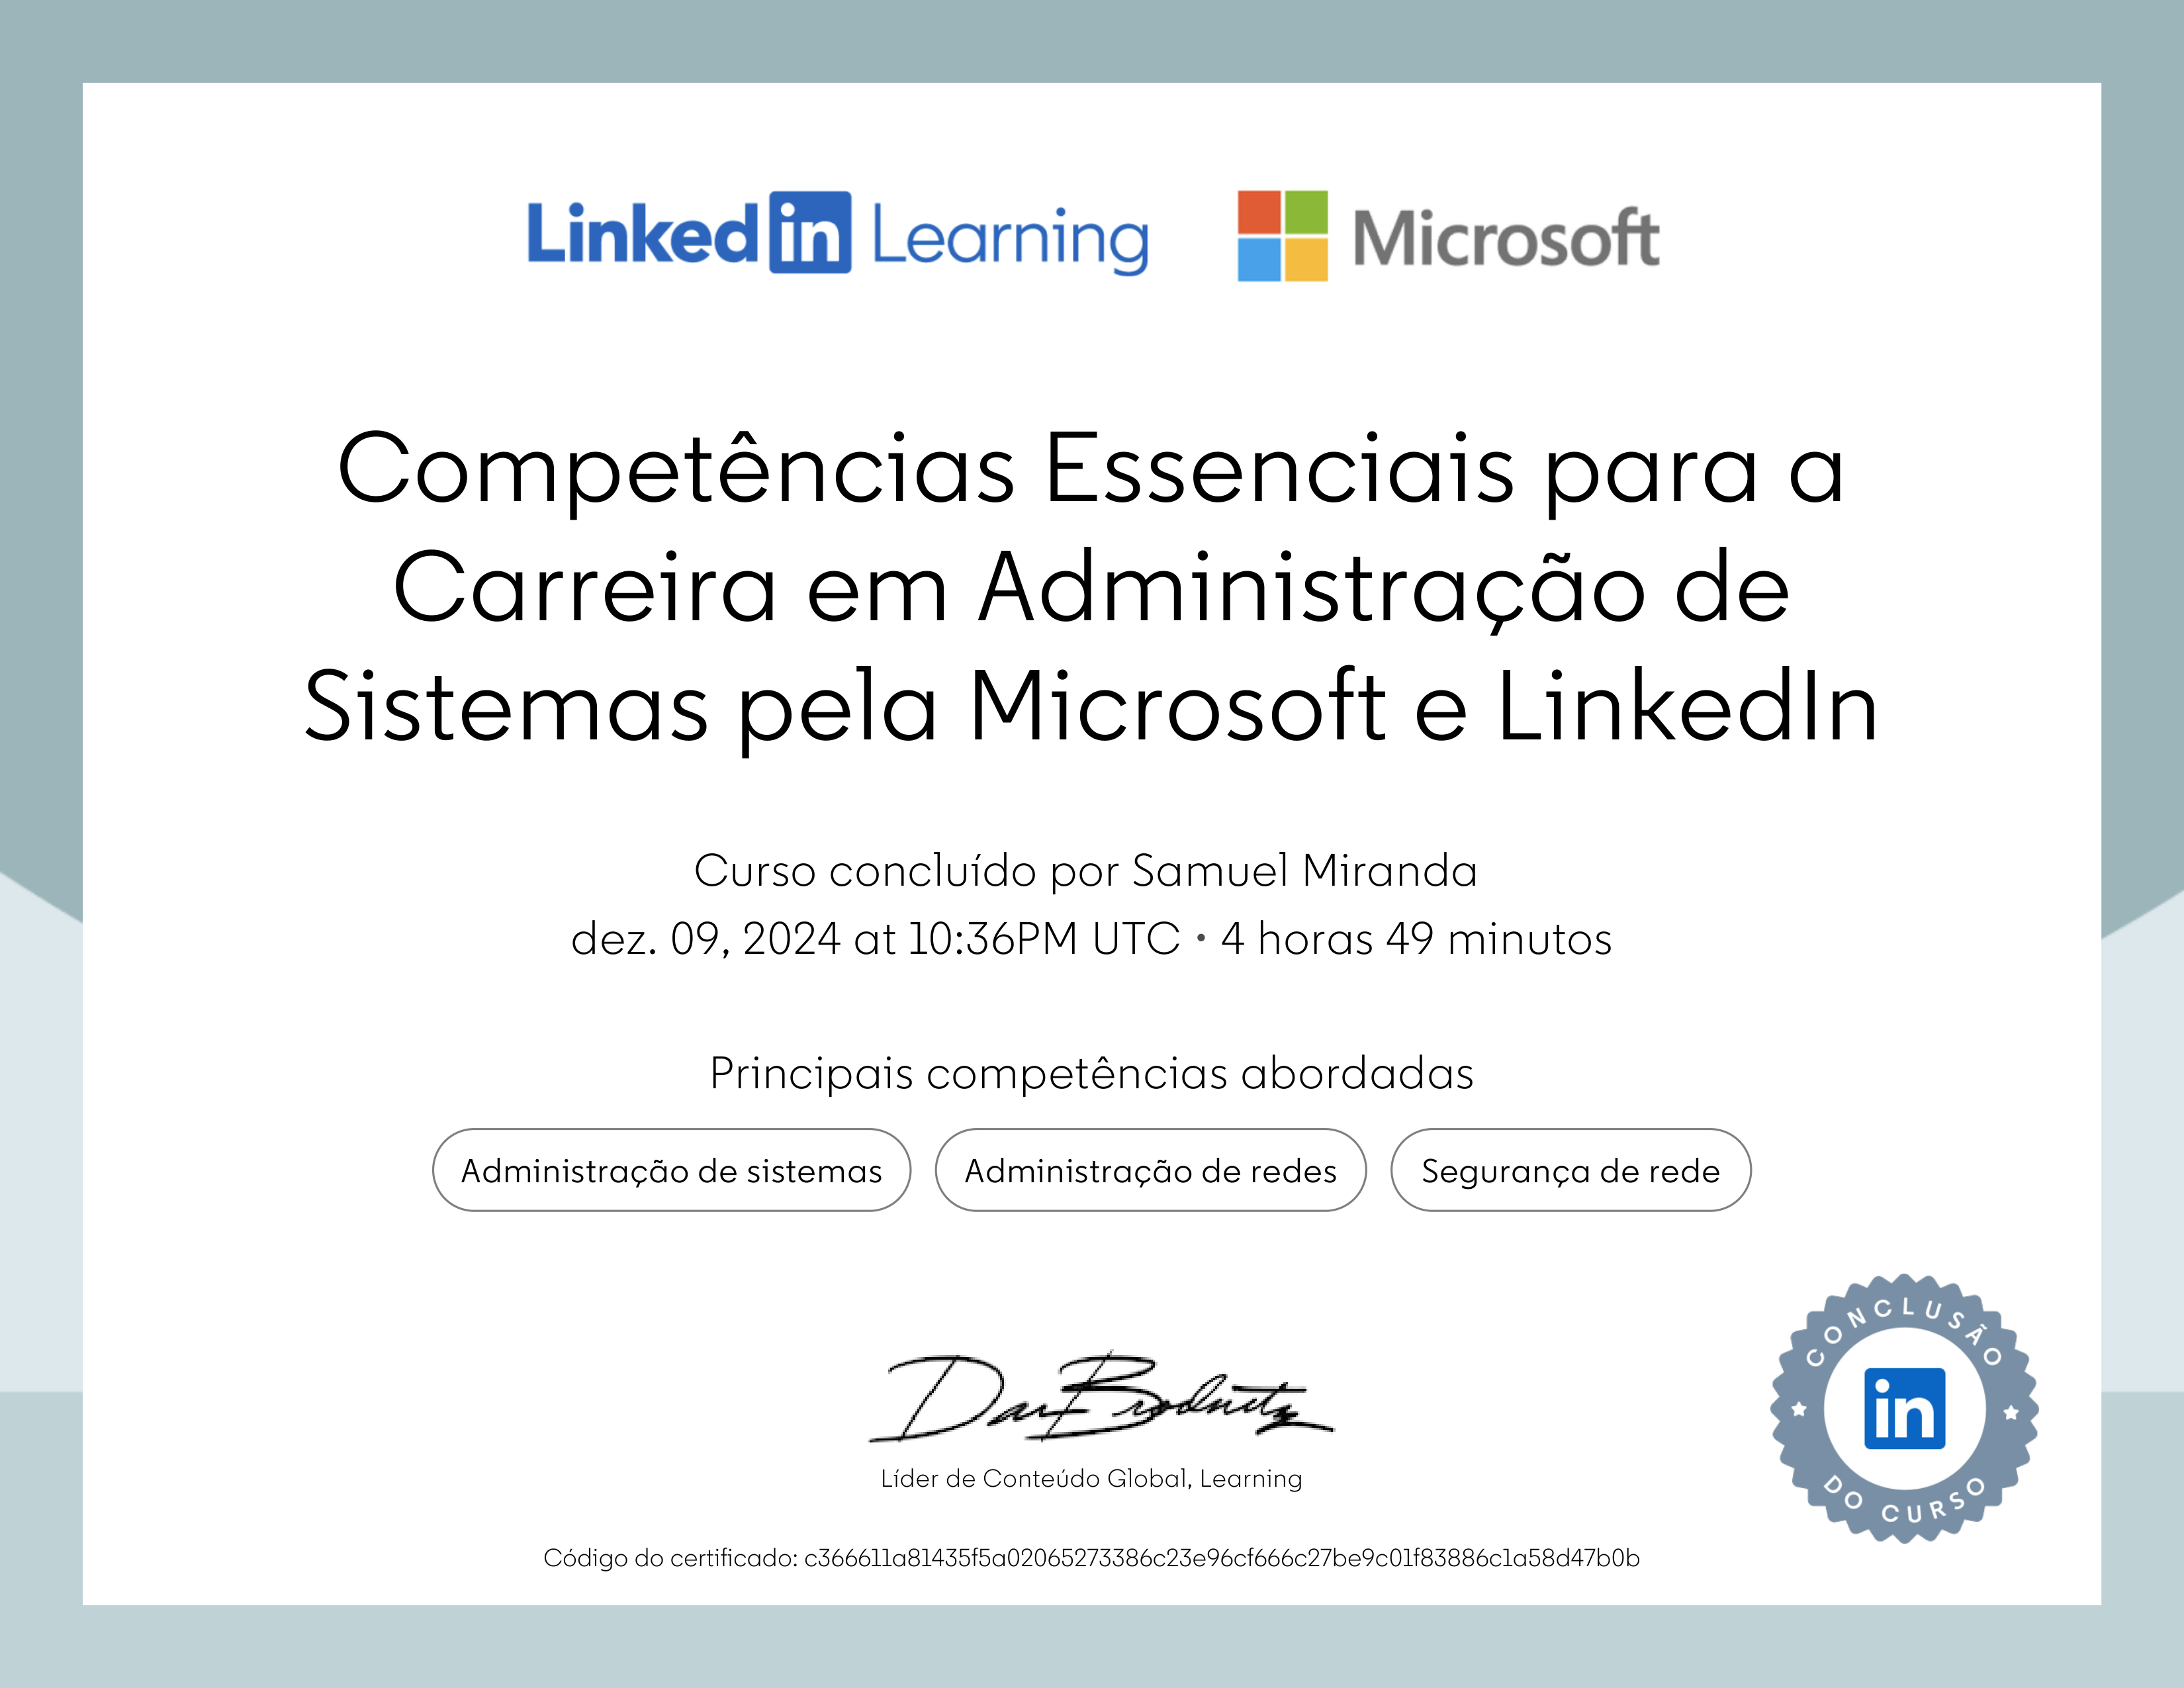 LinkedIn Learning Microsoft
Competências Essenciais para a
Carreira em Administração de
Sistemas pela Microsoft e LinkedIn
Curso concluído por Samuel Miranda
dez. 09, 2024 at 10:36PM UTC • 4 horas 49 minutos
Principais competências abordadas
Administração de sistemas Administração de redes Segurança de rede
Dan Brodnitz
Líder de Conteúdo Global, Learning
CONCLUSÃO
in
DO CURSO
Código do certificado: c366611a81435f5a02065273386c23e96cf666c27be9c01f83886c1a58d47b0b